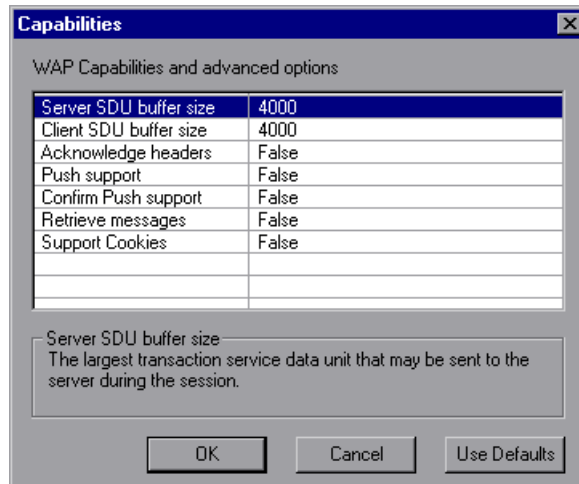 Capabilities
WAP Capabilities and advanced options
Server SDU buffer size 4000
Client SDU buffer size 4000
Acknowledge headers False
Push support False
Confirm Push support False
Retrieve messages False
Support Cookies False
Server SDU buffer size
The largest transaction service data unit that may be sent to the
server during the session.
OK Cancel Use Defaults